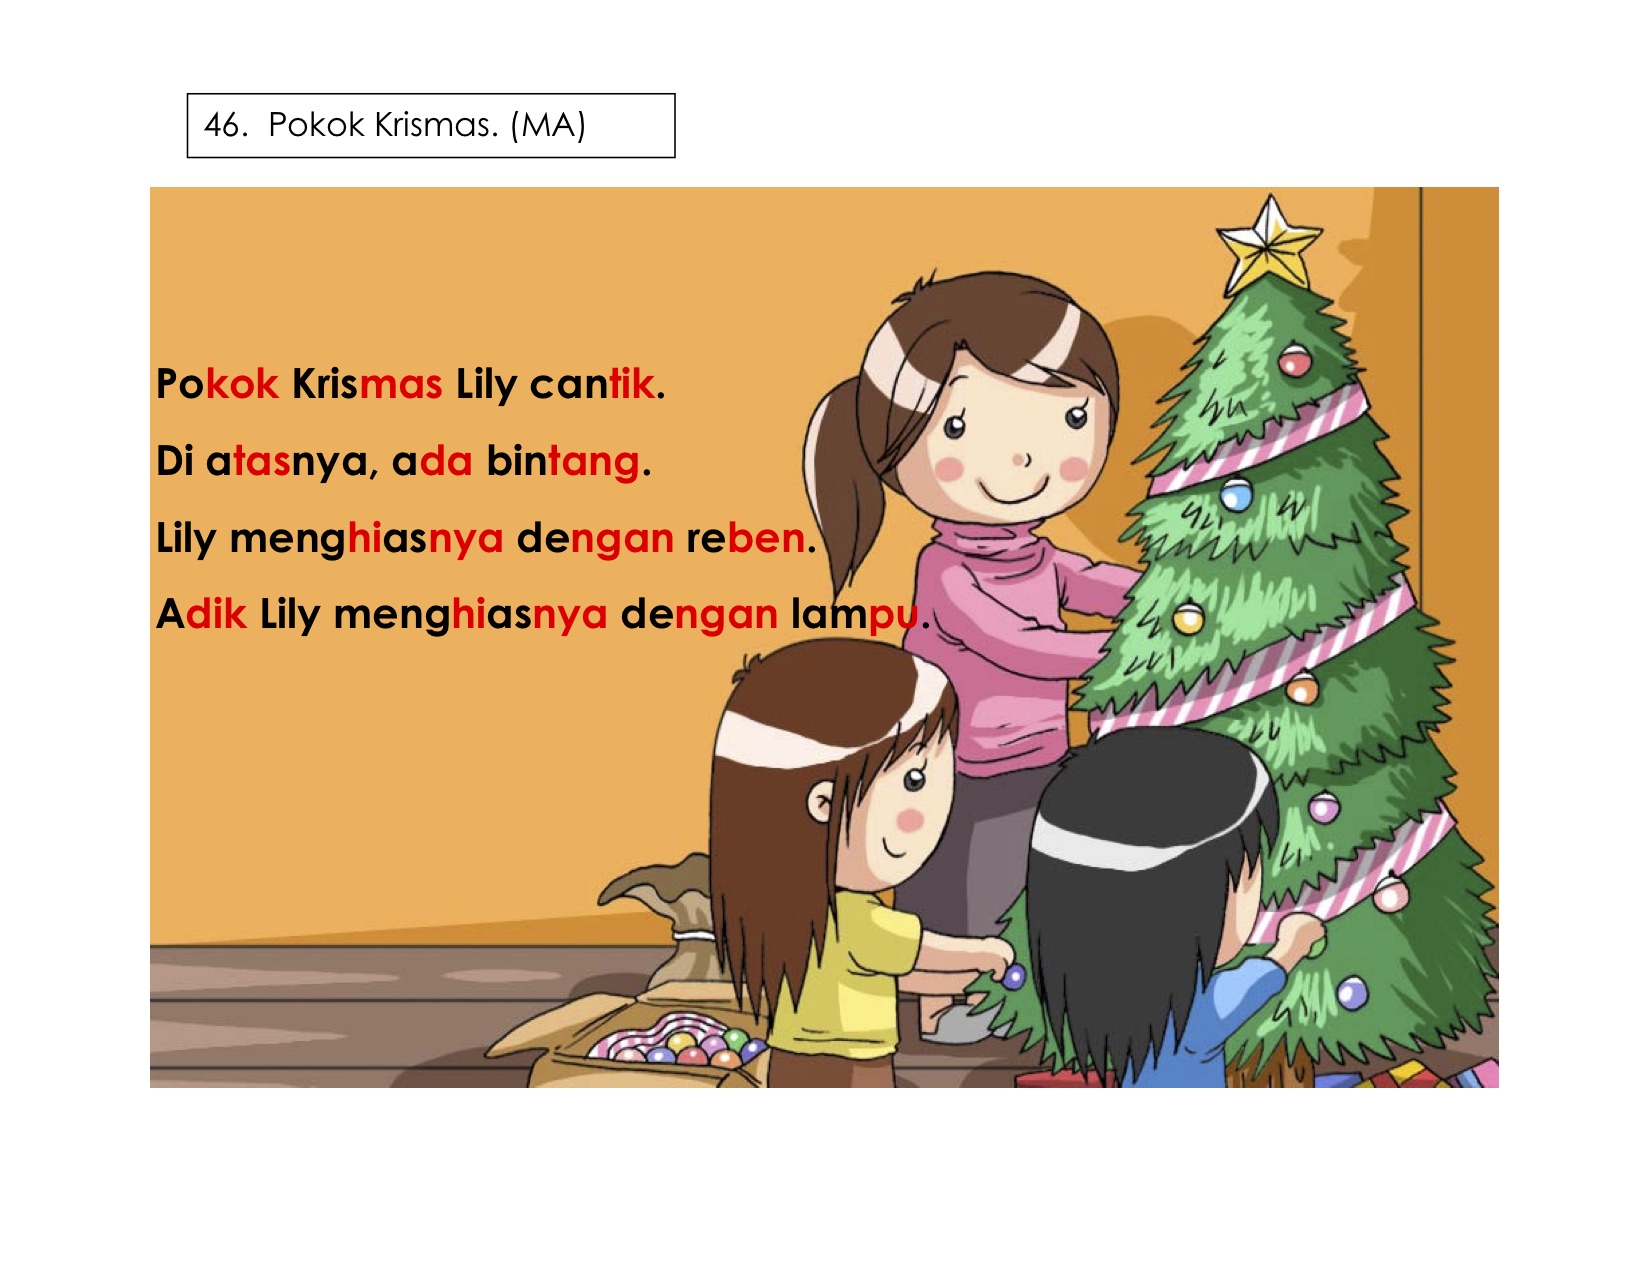 46. Pokok Krismas. (MA)
Pokok Krismas Lily cantik.
Di atasnya, ada bintang.
Lily menghiasnya dengan reben.
Adik Lily menghiasnya dengan lampu.